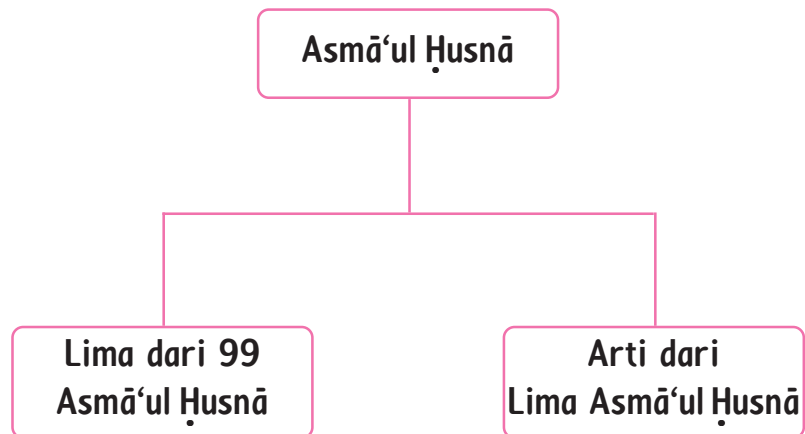 Asmā‘ul Ḥusnā
Lima dari 99
Asmā‘ul Ḥusnā
Arti dari
Lima Asmā‘ul Ḥusnā